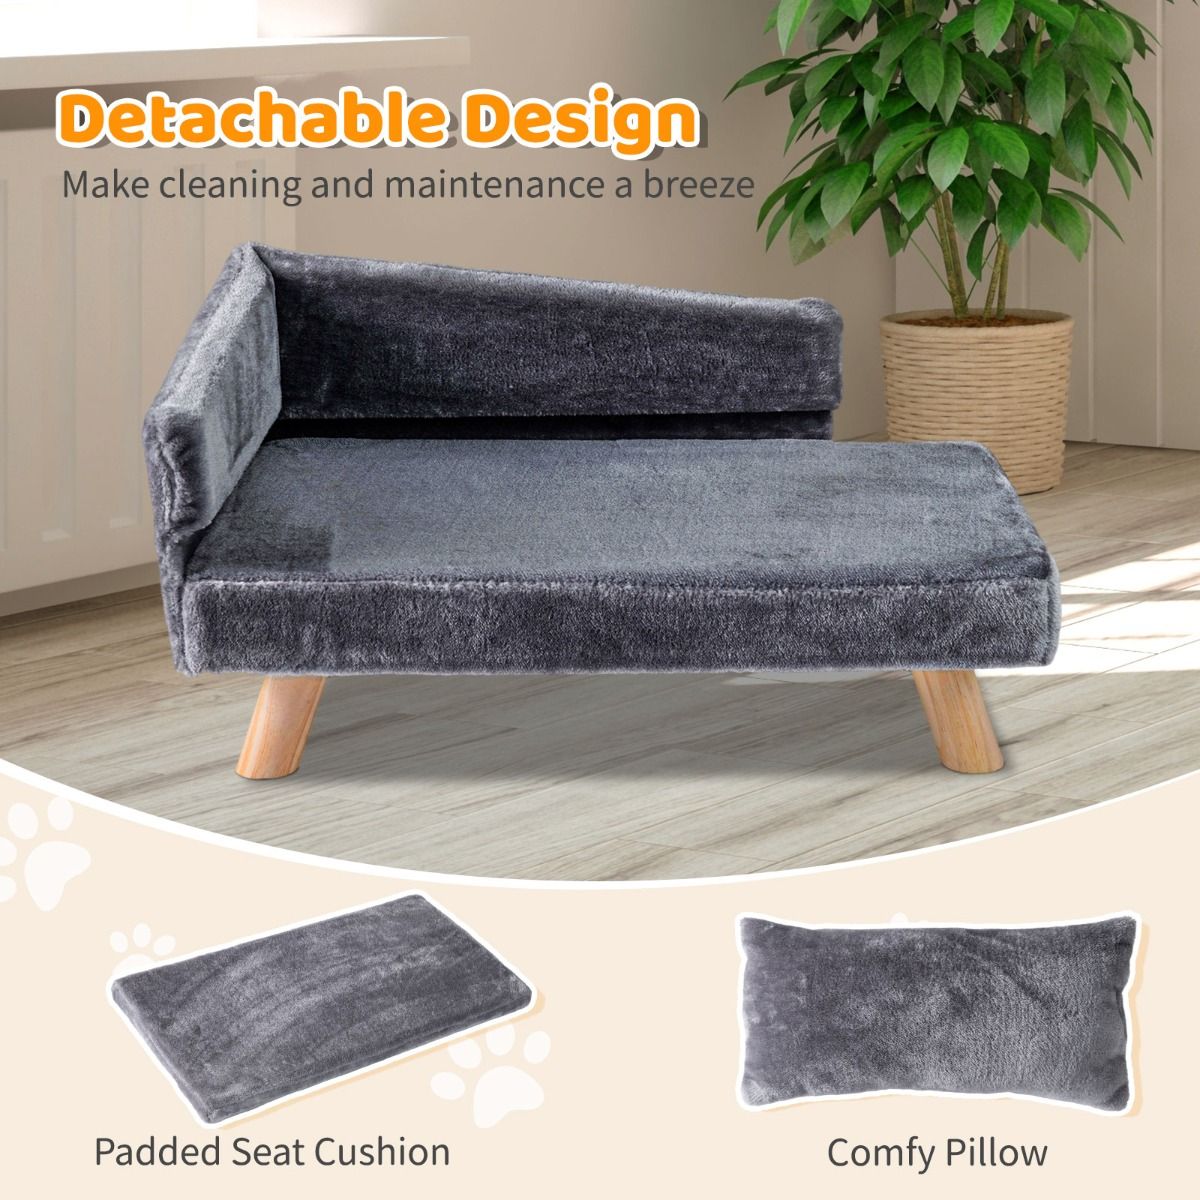 Detachable Design
Make cleaning and maintenance a breeze
Padded Seat Cushion
Comfy Pillow